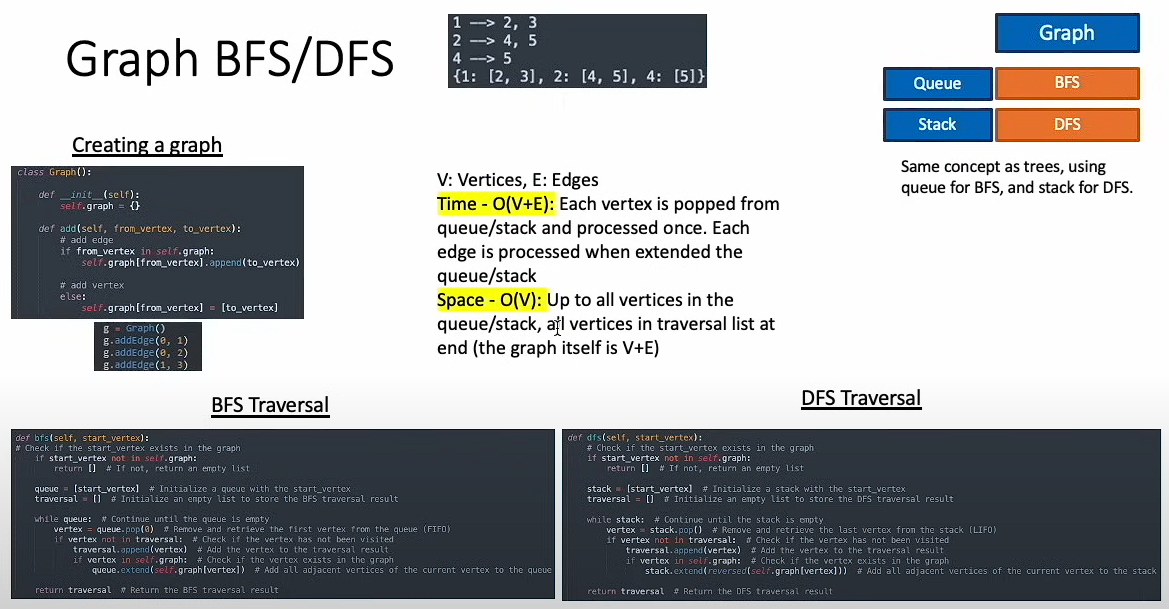 Graph BFS/DFS
1 --> 2, 3
2 --> 4, 5
4 --> 5
{1: [2, 3], 2: [4, 5], 4: [5]}
Graph
Queue
BFS
Stack
DFS
Same concept as trees, using
queue for BFS, and stack for DFS.
Creating a graph
class Graph():
def __init__(self):
self.graph = {}
def add(self, from_vertex, to_vertex):
# add edge
if from_vertex in self.graph:
self.graph[from_vertex].append(to_vertex)
# add vertex
else:
self.graph[from_vertex] = [to_vertex]
g = Graph()
g.addEdge(0, 1)
g.addEdge(0, 2)
g.addEdge(1, 3)
V: Vertices, E: Edges
Time - O(V+E): Each vertex is popped from
queue/stack and processed once. Each
edge is processed when extended the
queue/stack
Space - O(V): Up to all vertices in the
queue/stack, all vertices in traversal list at
end (the graph itself is V+E)
BFS Traversal
def bfs(self, start_vertex):
# Check if the start_vertex exists in the graph
if start_vertex not in self.graph:
return [] # If not, return an empty list
queue = [start_vertex] # Initialize a queue with the start_vertex
traversal = [] # Initialize an empty list to store the BFS traversal result
while queue: # Continue until the queue is empty
vertex = queue.pop(0) # Remove and retrieve the first vertex from the queue (FIFO)
if vertex not in traversal: # Check if the vertex has not been visited
traversal.append(vertex) # Add the vertex to the traversal result
if vertex in self.graph: # Check if the vertex exists in the graph
queue.extend(self.graph[vertex]) # Add all adjacent vertices of the current vertex to the queue
return traversal # Return the BFS traversal result
DFS Traversal
def dfs(self, start_vertex):
# Check if the start_vertex exists in the graph
if start_vertex not in self.graph:
return [] # If not, return an empty list
stack = [start_vertex] # Initialize a stack with the start_vertex
traversal = [] # Initialize an empty list to store the DFS traversal result
while stack: # Continue until the stack is empty
vertex = stack.pop() # Remove and retrieve the last vertex from the stack (LIFO)
if vertex not in traversal: # Check if the vertex has not been visited
traversal.append(vertex) # Add the vertex to the traversal result
if vertex in self.graph: # Check if the vertex exists in the graph
stack.extend(reversed(self.graph[vertex])) # Add all adjacent vertices of the current vertex to the stack
return traversal # Return the DFS traversal result